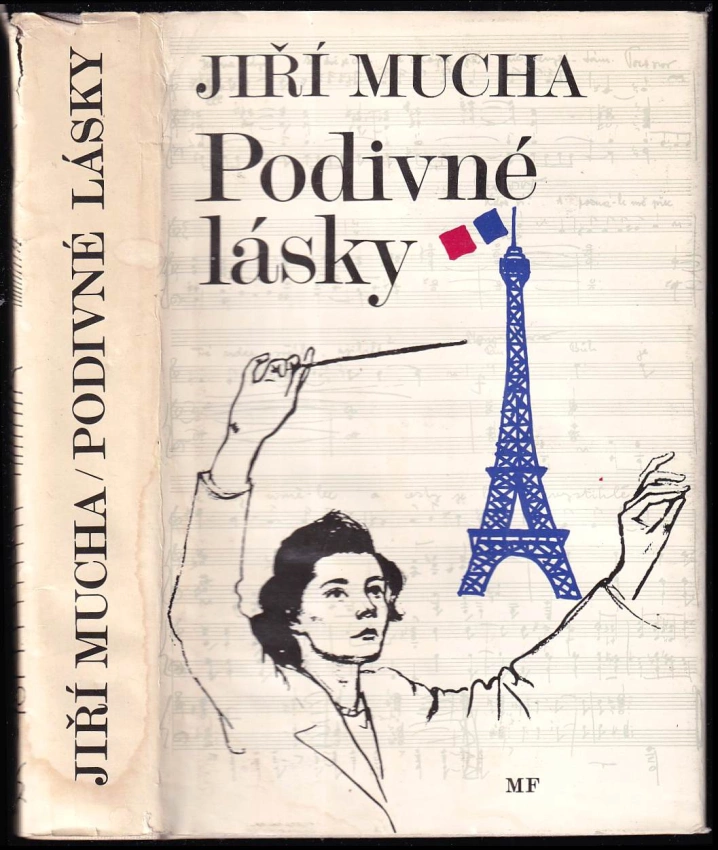 JIŘÍ MUCHA / PODIVNÉ LÁSKY
JIŘÍ MUCHA
Podivné
lásky
MF